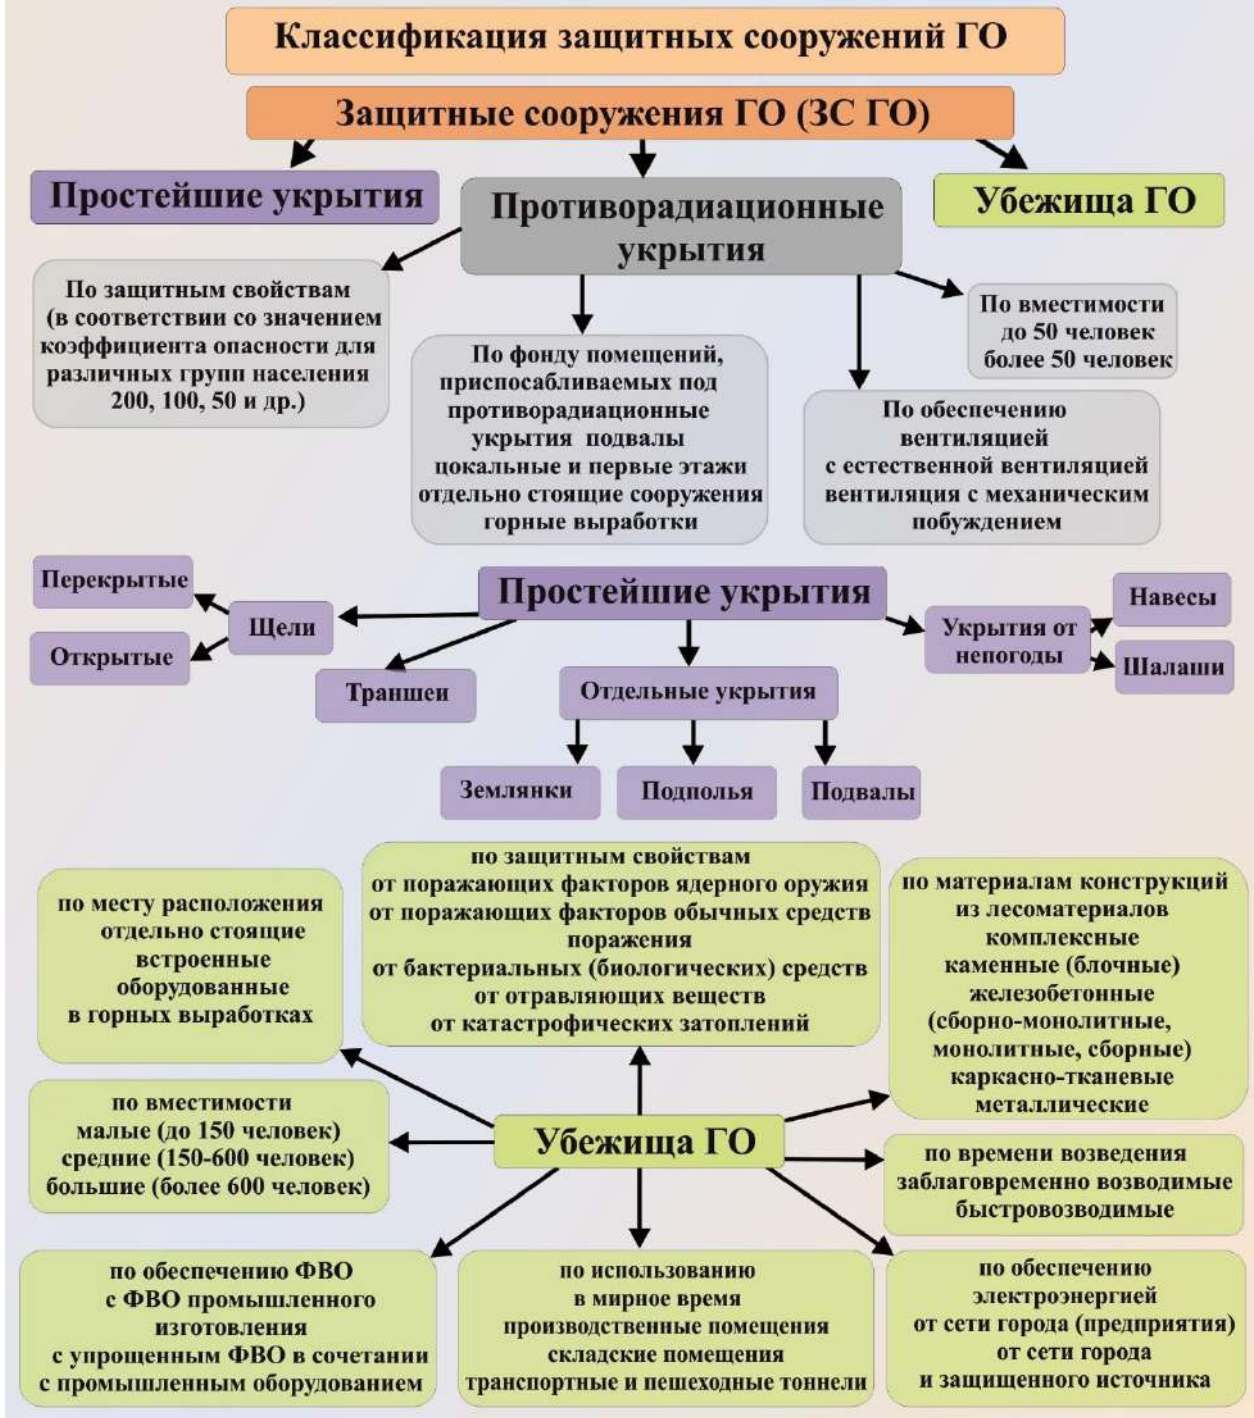 Классификация защитных сооружений ГО
Защитные сооружения ГО (ЗС ГО)
Простейшие укрытия
Противорадиационные
укрытия
Убежища ГО
По защитным свойствам
(в соответствии со значением
коэффициента опасности для
различных групп населения
200, 100, 50 и др.)
По фонду помещений,
приспосабливаемых под
противорадиационные
укрытия подвалы
цокальные и первые этажи
отдельно стоящие сооружения
горные выработки
По обеспечению
вентиляцией
с естественной вентиляцией
вентиляция с механическим
побуждением
По вместимости
до 50 человек
более 50 человек
Простейшие укрытия
Перекрытые
Щели
Открытые
Траншеи
Отдельные укрытия
Землянки
Подполья
Подвалы
Укрытия от
непогоды
Навесы
Шалаши
по месту расположения
отдельно стоящие
встроенные
оборудованные
в горных выработках
по защитным свойствам
от поражающих факторов ядерного оружия
от поражающих факторов обычных средств
поражения
от бактериальных (биологических) средств
от отравляющих веществ
от катастрофических затоплений
по материалам конструкций
из лесоматериалов
комплексные
каменные (блочные)
железобетонные
(сборно-монолитные,
монолитные, сборные)
каркасно-тканевые
металлические
по вместимости
малые (до 150 человек)
средние (150-600 человек)
большие (более 600 человек)
Убежища ГО
по времени возведения
заблаговременно возводимые
быстровозводимые
по обеспечению ФВО
с ФВО промышленного
изготовления
с упрощенным ФВО в сочетании
с промышленным оборудованием
по использованию
в мирное время
производственные помещения
складские помещения
транспортные и пешеходные тоннели
по обеспечению
электроэнергией
от сети города (предприятия)
от сети города
и защищенного источника